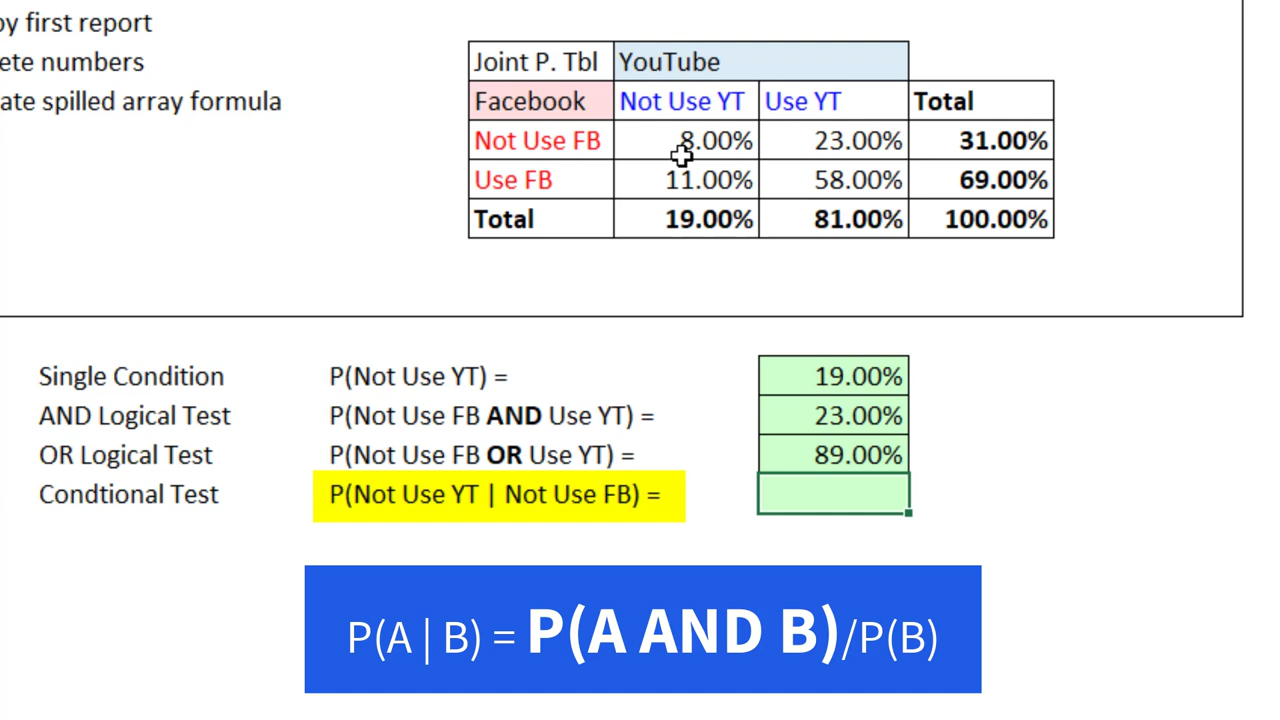 by first report
ete numbers
ate spilled array formula
Joint P. Tbl YouTube
Facebook Not Use YT Use YT Total
Not Use FB 8.00% 23.00% 31.00%
Use FB 11.00% 58.00% 69.00%
Total 19.00% 81.00% 100.00%
Single Condition P(Not Use YT) = 19.00%
AND Logical Test P(Not Use FB AND Use YT) = 23.00%
OR Logical Test P(Not Use FB OR Use YT) = 89.00%
Condtional Test P(Not Use YT | Not Use FB) =
P(A | B) = P(A AND B)/P(B)